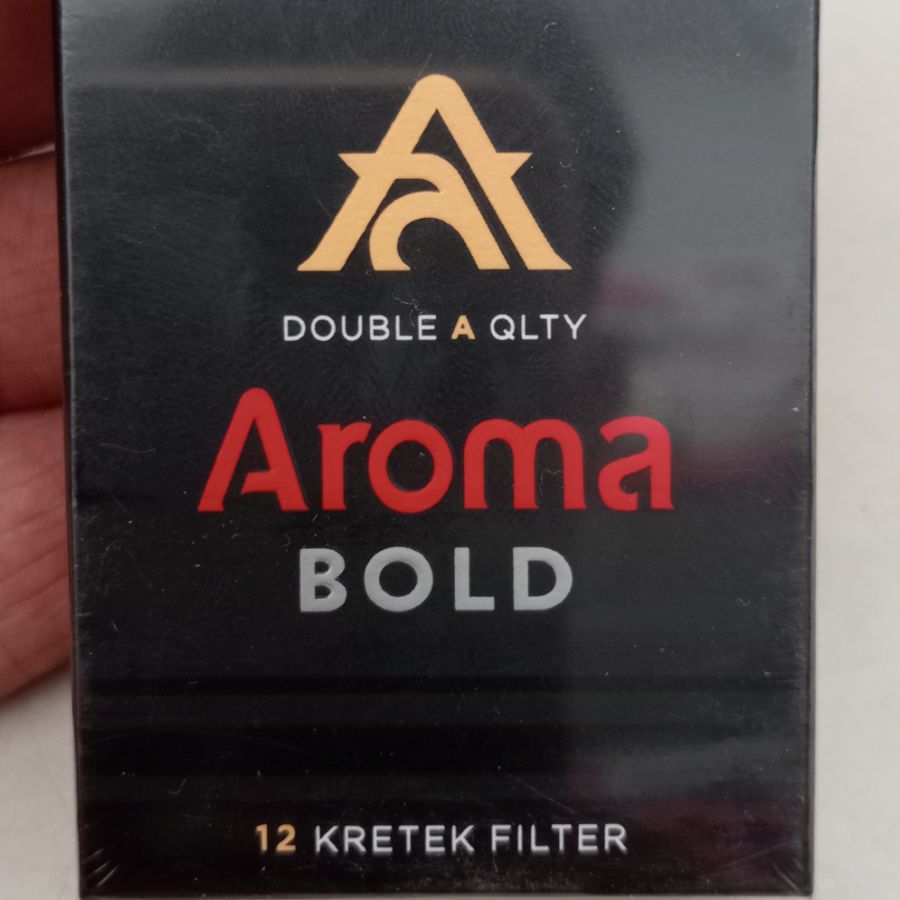 DOUBLE A QLTY
Aroma
BOLD
12 KRETEK FILTER